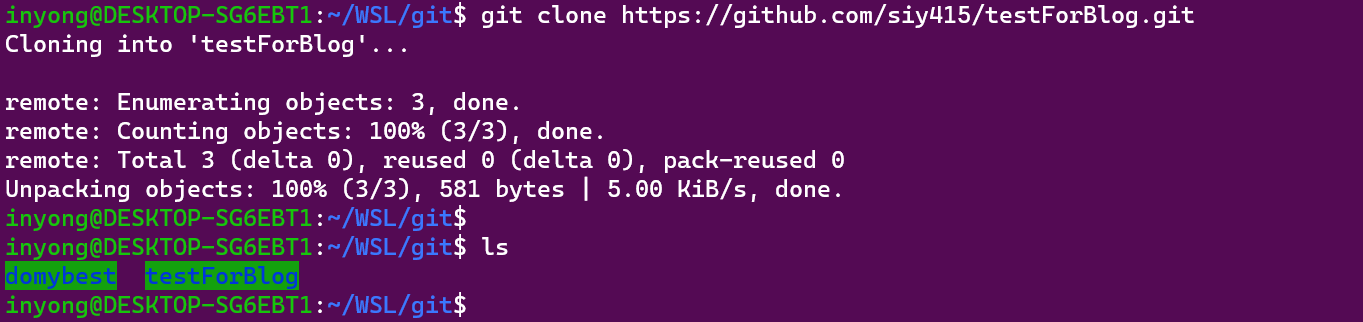 inyong@DESKTOP-SG6EBT1:~/WSL/git$ git clone https://github.com/siy415/testForBlog.git
Cloning into 'testForBlog'...
remote: Enumerating objects: 3, done.
remote: Counting objects: 100% (3/3), done.
remote: Total 3 (delta 0), reused 0 (delta 0), pack-reused 0
Unpacking objects: 100% (3/3), 581 bytes | 5.00 KiB/s, done.
inyong@DESKTOP-SG6EBT1:~/WSL/git$
inyong@DESKTOP-SG6EBT1:~/WSL/git$ ls
domybest  testForBlog
inyong@DESKTOP-SG6EBT1:~/WSL/git$